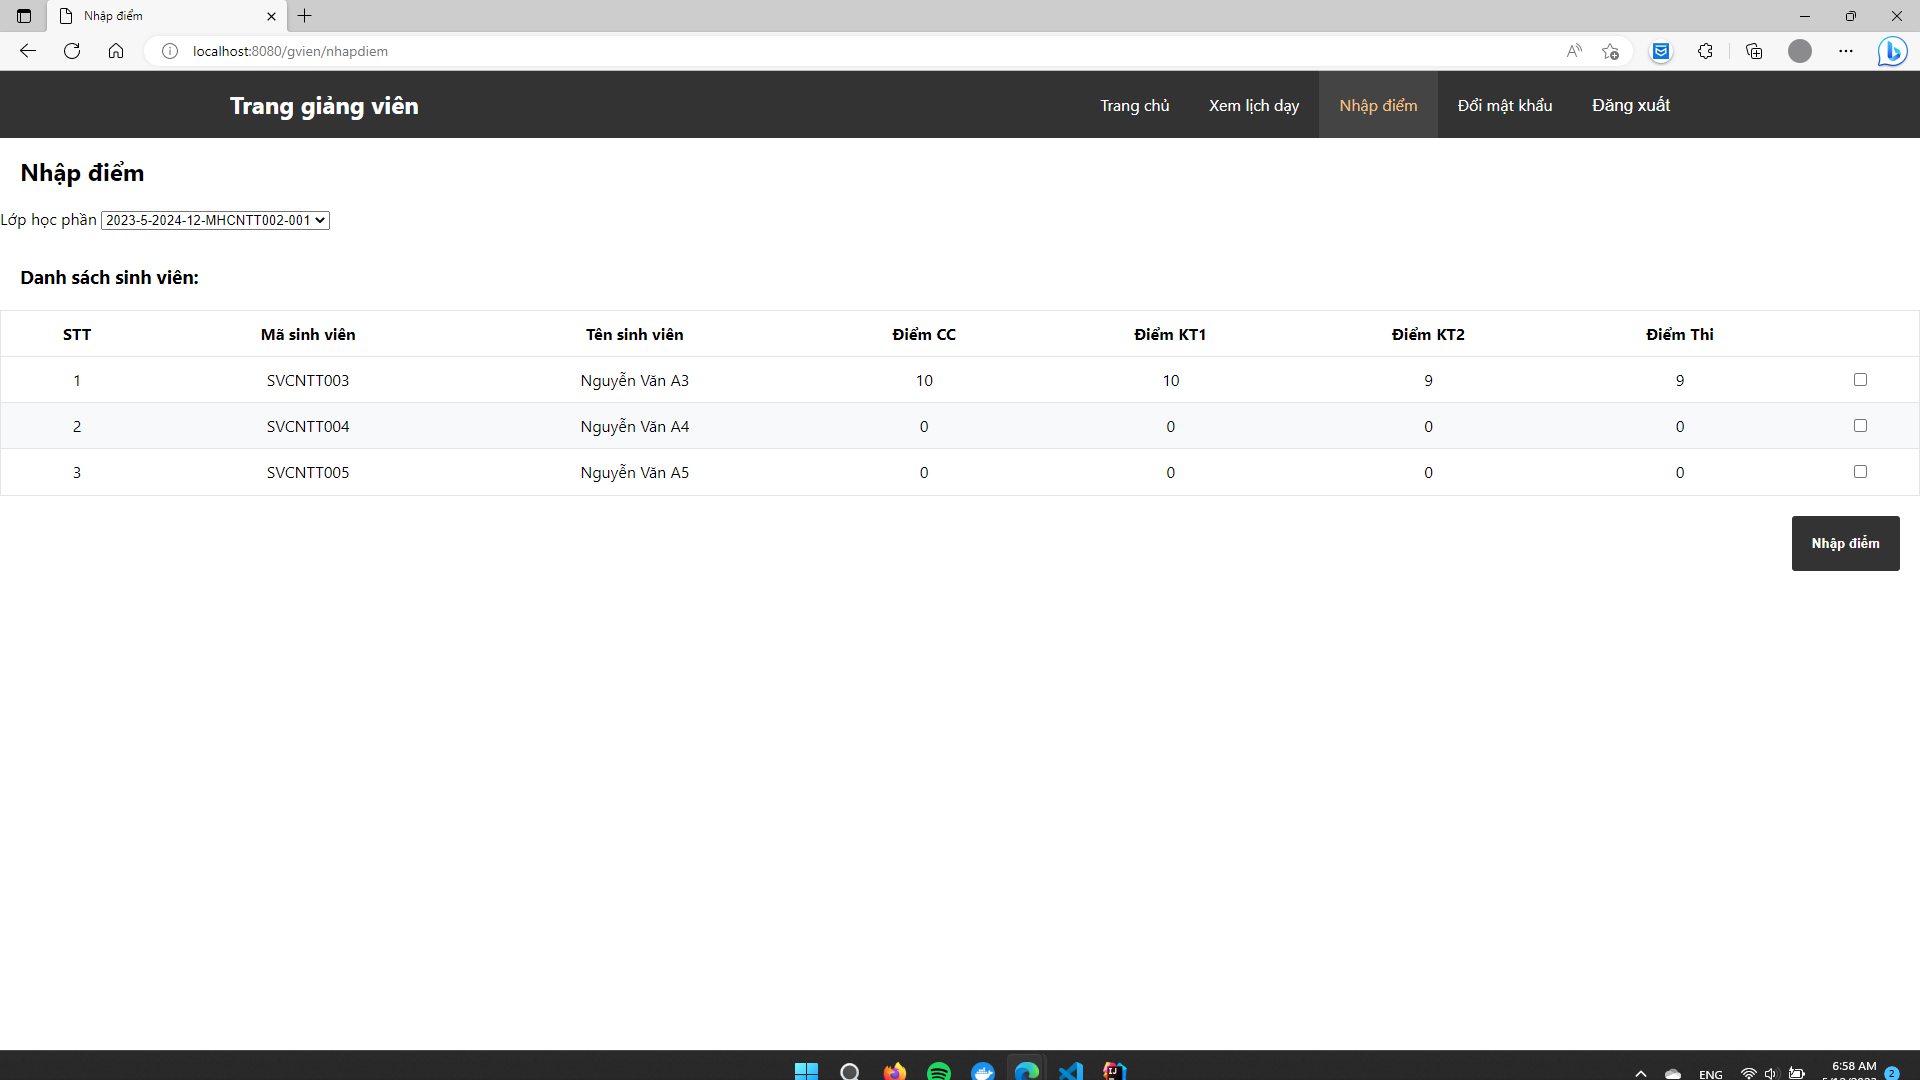 Nhập điểm
localhost:8080/gvien/nhapdiem
Trang giảng viên Trang chủ Xem lịch dạy Nhập điểm Đổi mật khẩu Đăng xuất
Nhập điểm
Lớp học phần 2023-5-2024-12-MHCNTT002-001
Danh sách sinh viên:
STT Mã sinh viên Tên sinh viên Điểm CC Điểm KT1 Điểm KT2 Điểm Thi
1 SVCNTT003 Nguyễn Văn A3 10 10 9 9
2 SVCNTT004 Nguyễn Văn A4 0 0 0 0
3 SVCNTT005 Nguyễn Văn A5 0 0 0 0
Nhập điểm
ENG 6:58 AM 2